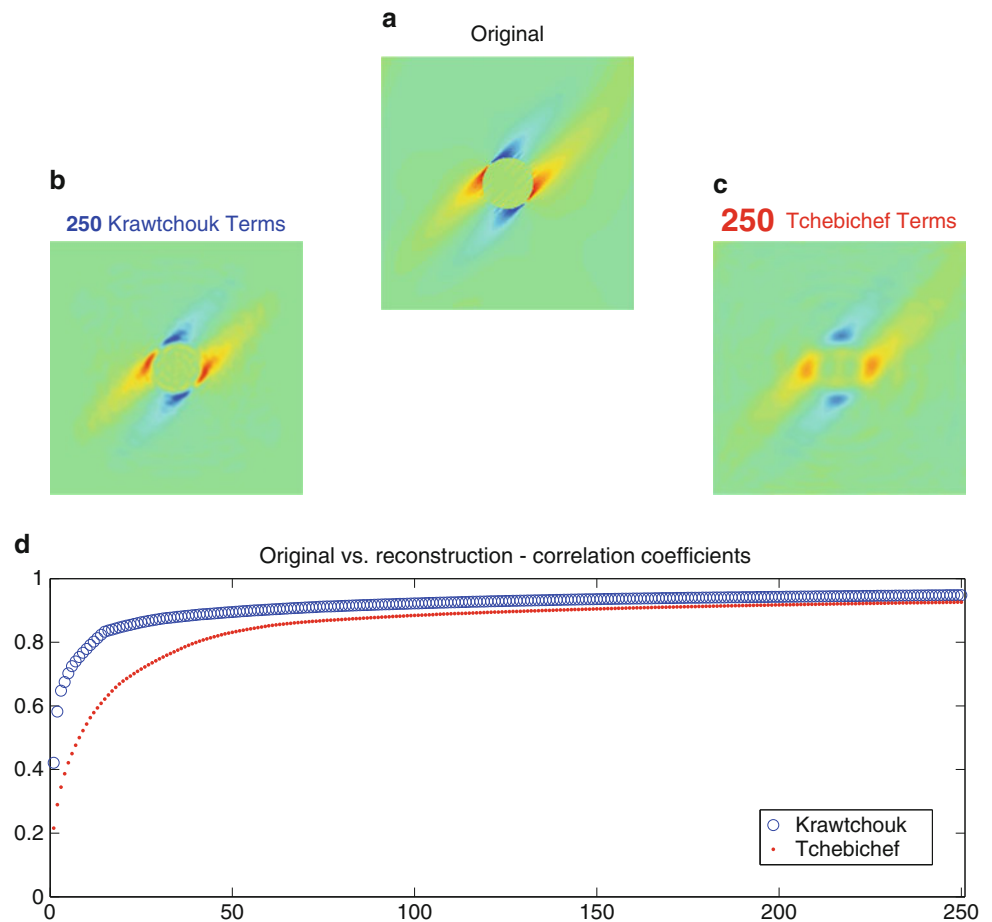 a
Original
b
250 Krawtchouk Terms
c
250 Tchebichef Terms
d
Original vs. reconstruction - correlation coefficients
1
0.8
0.6
0.4
0.2
0
Krawtchouk
Tchebichef
0 50 100 150 200 250